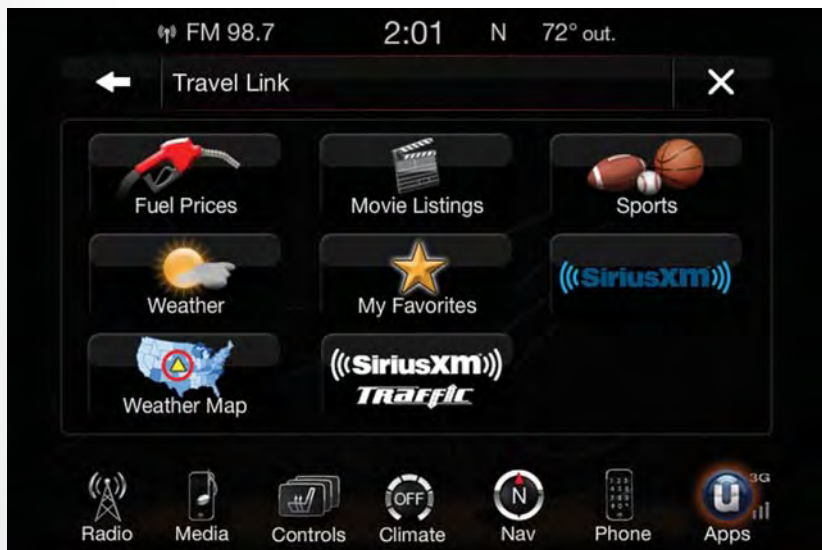 FM 98.7
2:01
N
72° out.
Travel Link
Fuel Prices
Movie Listings
Sports
Weather
My Favorites
((SiriusXM))
Weather Map
((SiriusXM))
Traffic
OFF
N
U
3G
Radio
Media
Controls
Climate
Nav
Phone
Apps